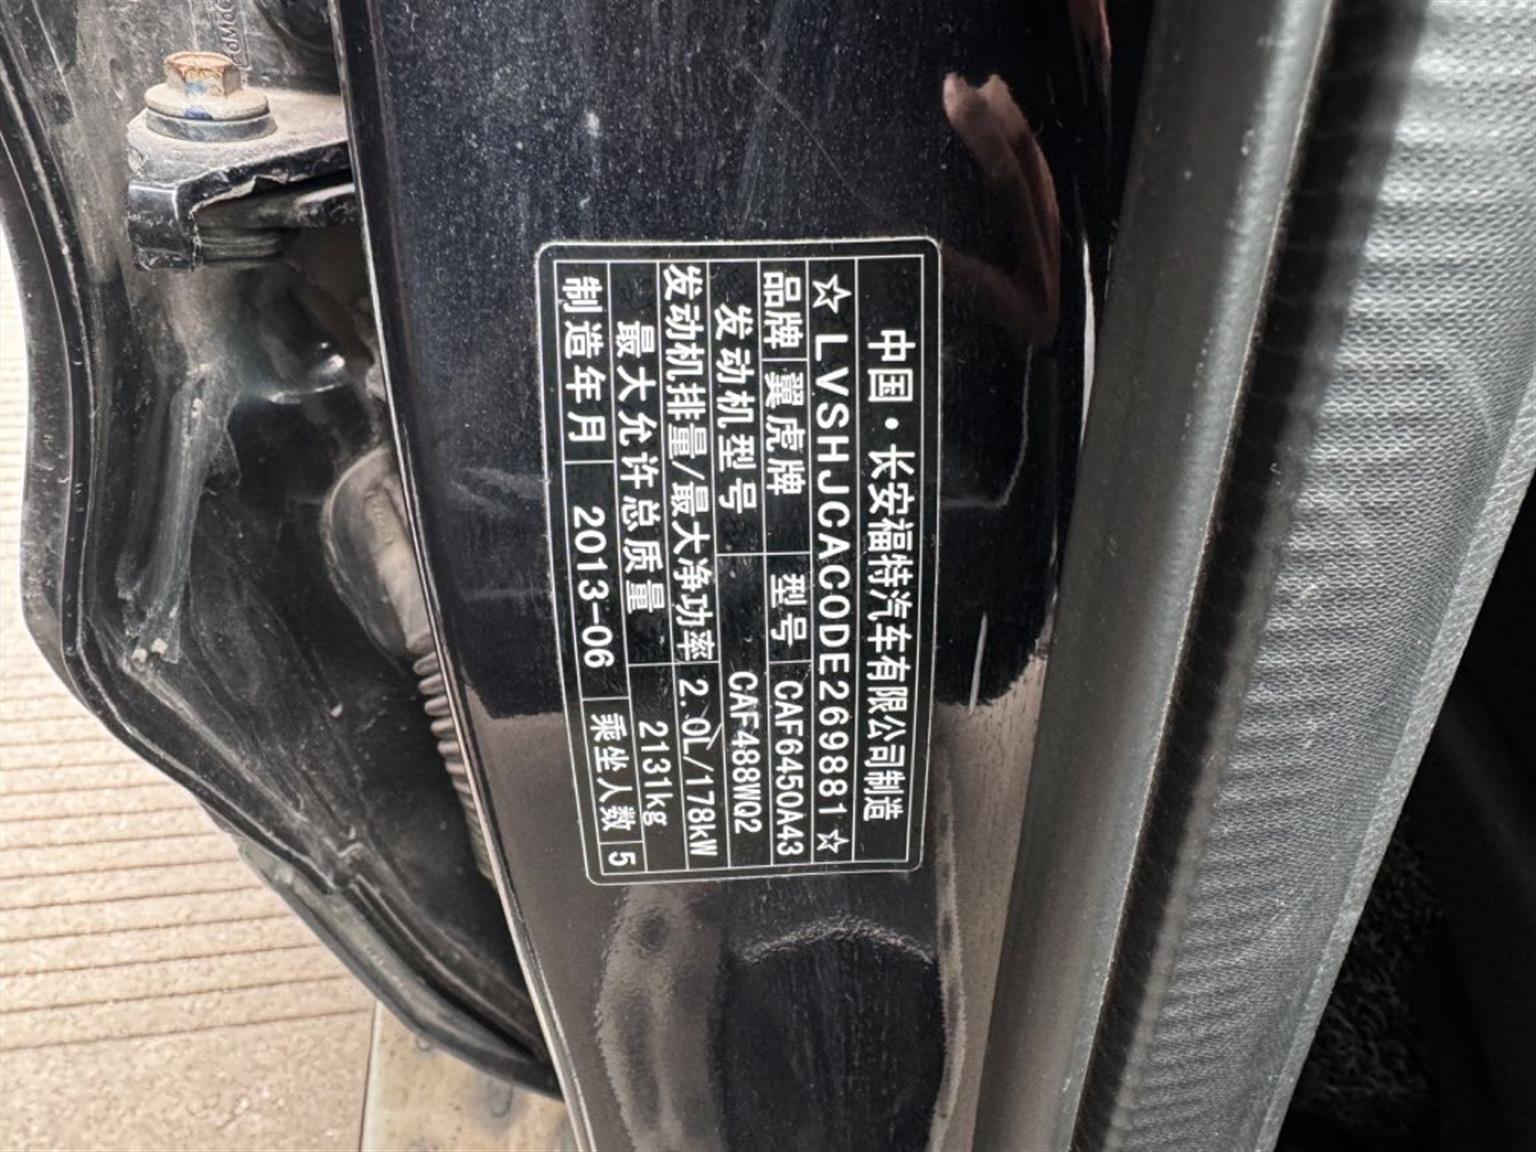 中国·长安福特汽车有限公司制造
☆LVSHJCAC0DE269881☆
品牌 翼虎牌 型号 CAF6450A43
发动机型号 CAF488WQ2
发动机排量/最大净功率 2.0L/178kW
最大允许总质量 2131kg
制造年月 2013-06 乘坐人数 5